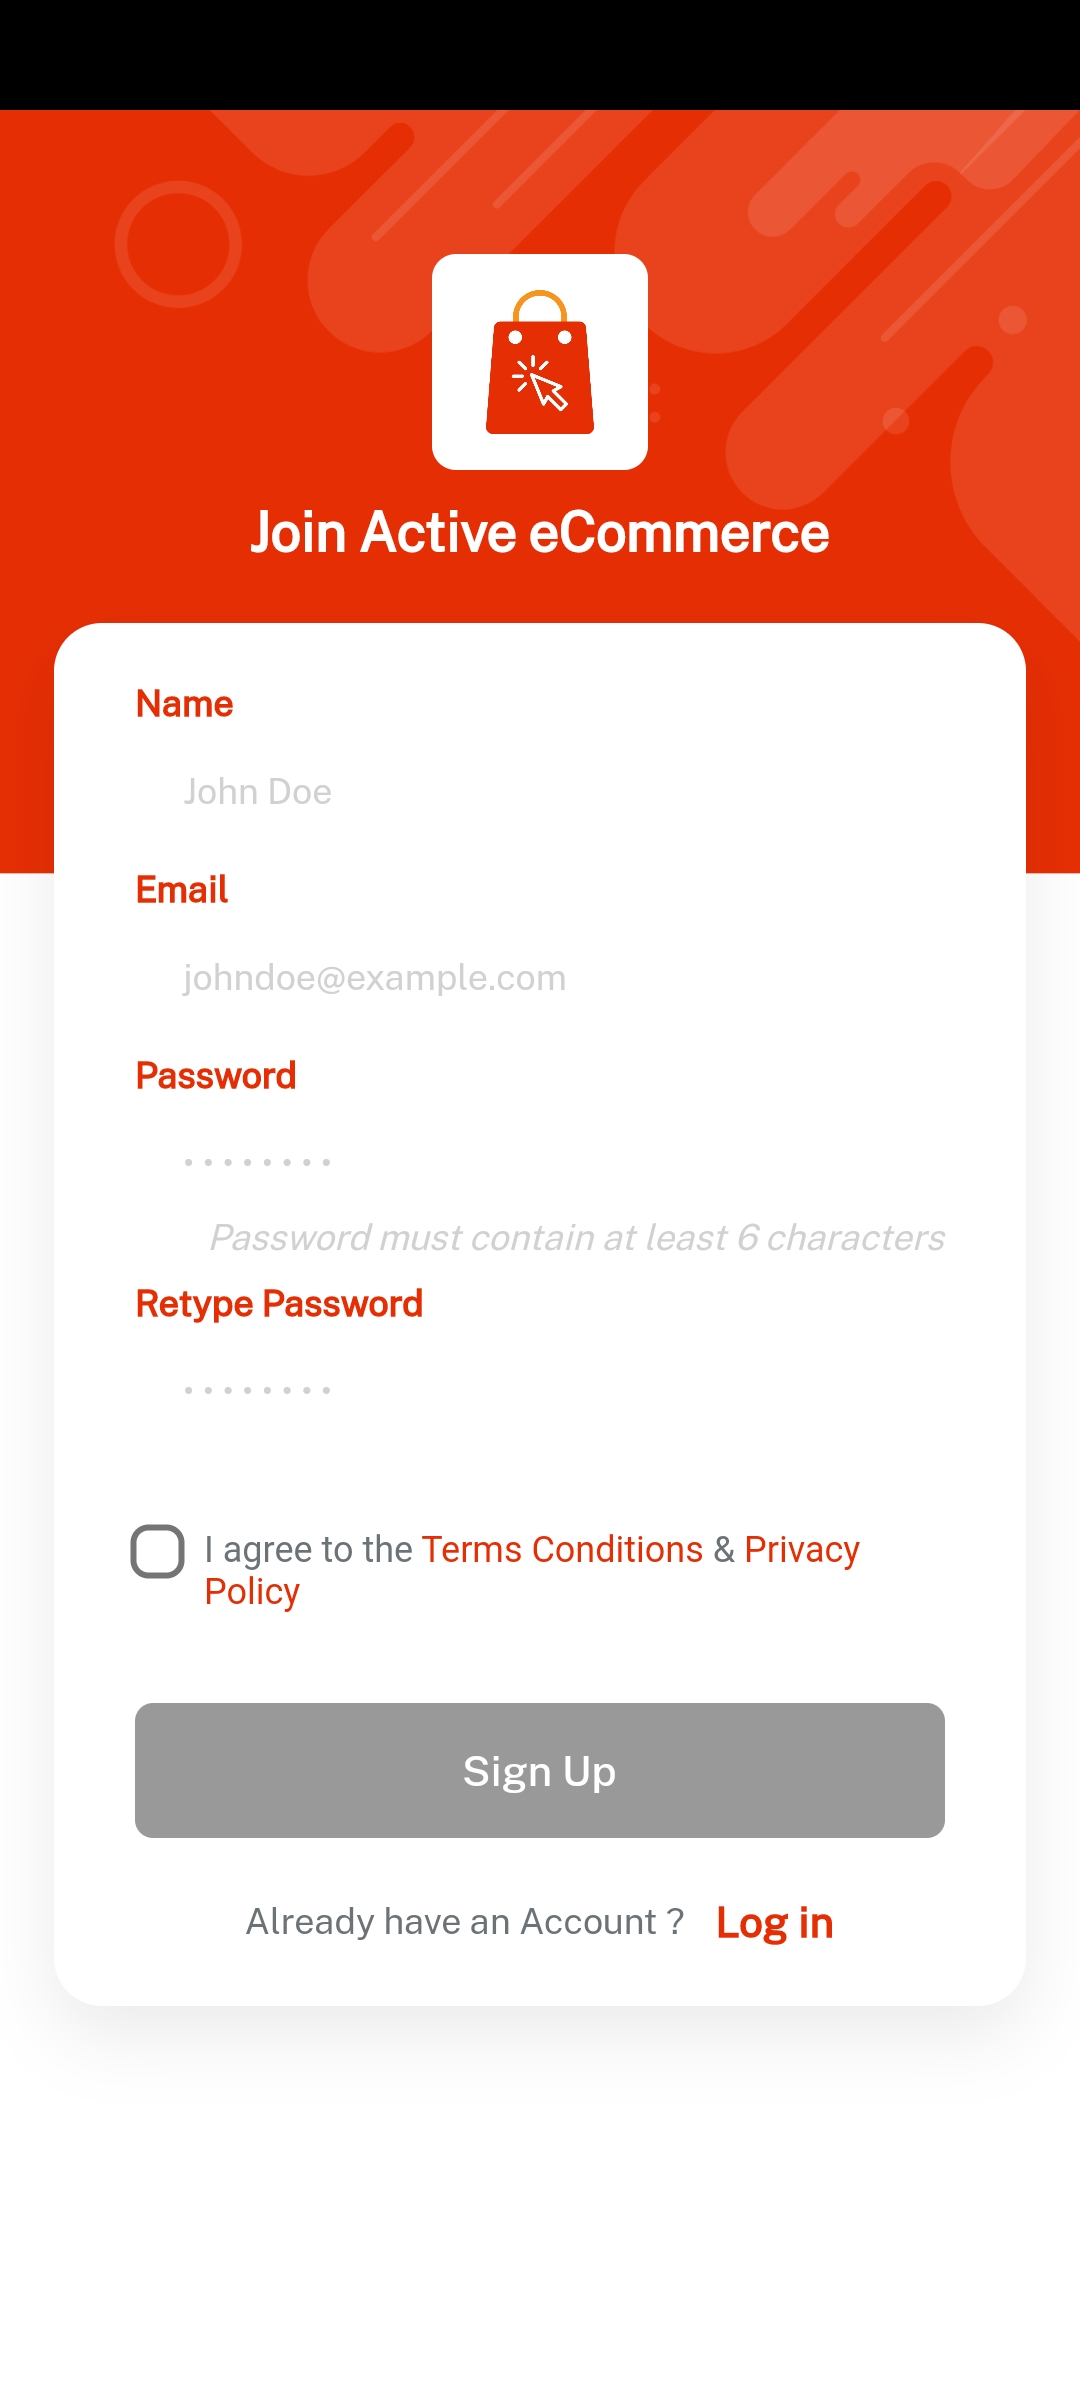 Join Active eCommerce
Name
John Doe
Email
johndoe@example.com
Password
• • • • • • • •
Password must contain at least 6 characters
Retype Password
• • • • • • • •
I agree to the Terms Conditions & Privacy
Policy
Sign Up
Already have an Account ? Log in